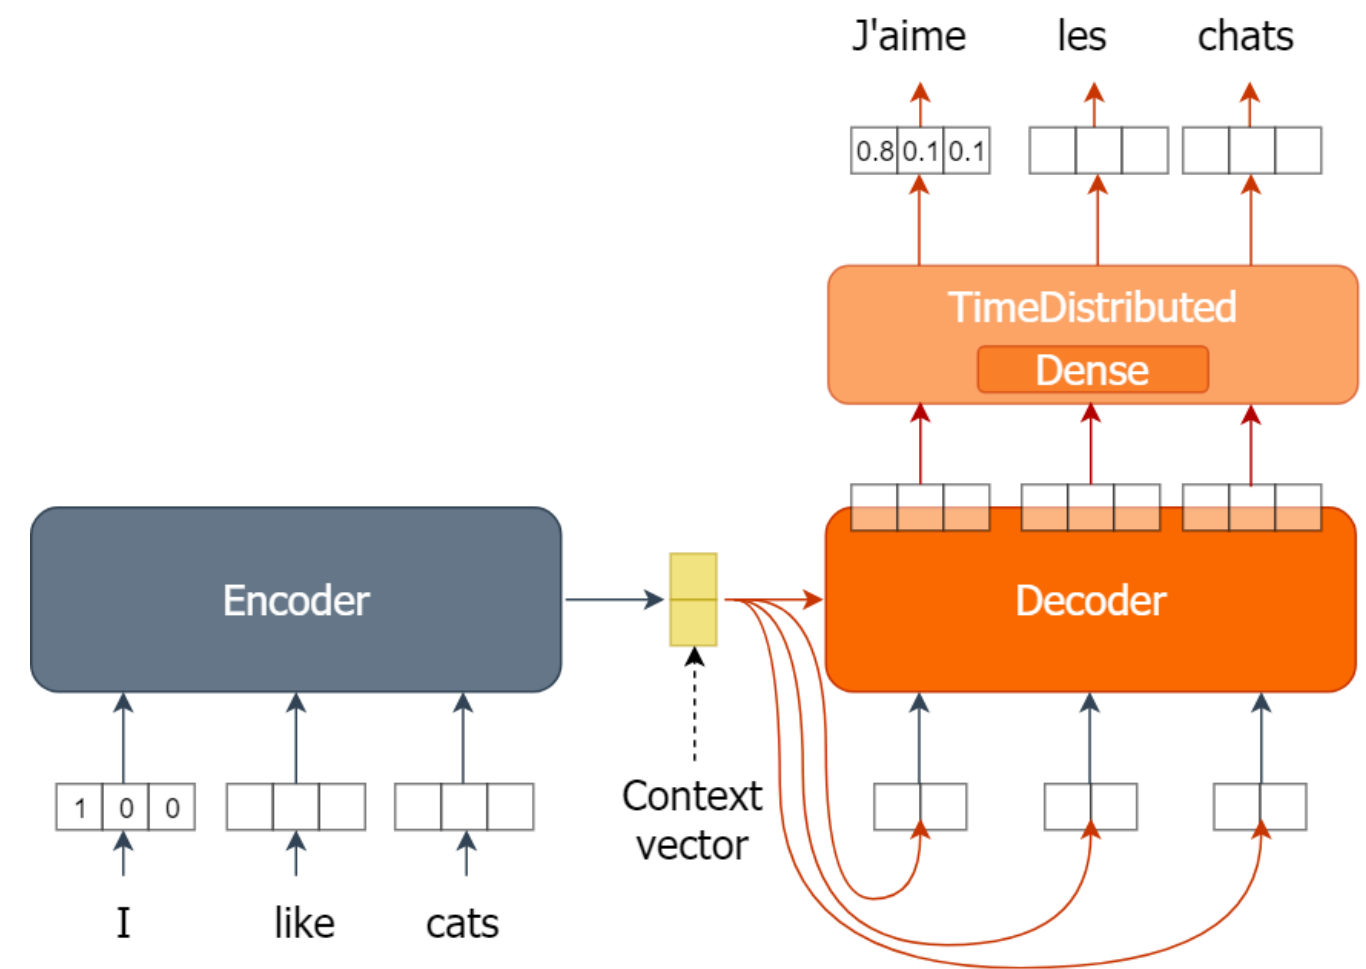 J'aime les chats
0.8 0.1 0.1
TimeDistributed
Dense
Encoder
Decoder
Context
vector
1 0 0
I like cats